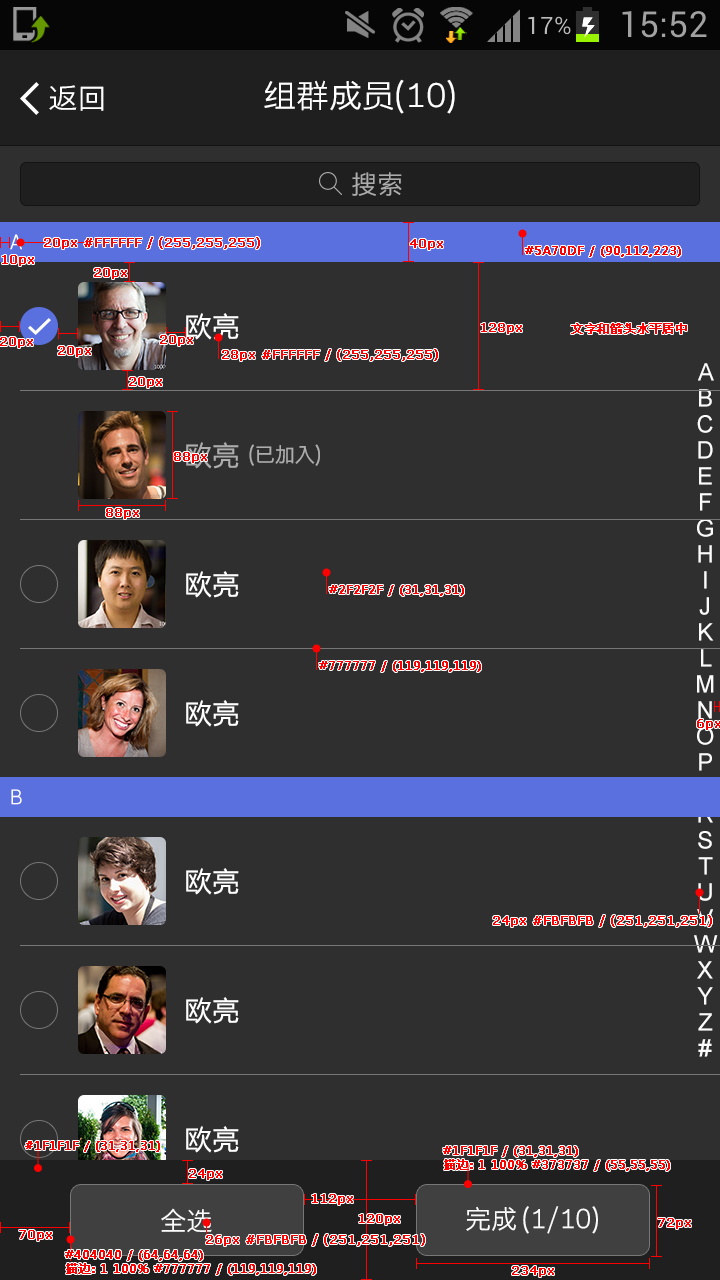 17% 15:52
返回 组群成员(10)
搜索
A 20px #FFFFFF / (255,255,255) 40px #5A70DF / (90,112,223)
10px
20px
欧亮 128px 文字和箭头水平居中
20px 20px 20px
28px #FFFFFF / (255,255,255)
20px
欧亮 (已加入)
88px
88px
欧亮
#2F2F2F / (31,31,31)
#777777 / (119,119,119)
欧亮
6px
A
B
C
D
E
F
G
H
I
J
K
L
M
N
O
P
B
R
S
T
U
V
W
X
Y
Z
#
欧亮
24px #FBFBFB / (251,251,251)
欧亮
欧亮
#1F1F1F / (31,31,31)
#1F1F1F / (31,31,31)
描边: 1 100% #373737 / (55,55,55)
24px
112px
120px
全选 完成(1/10)
72px
70px
26px #FBFBFB / (251,251,251)
#404040 / (64,64,64)
描边: 1 100% #777777 / (119,119,119)
234px